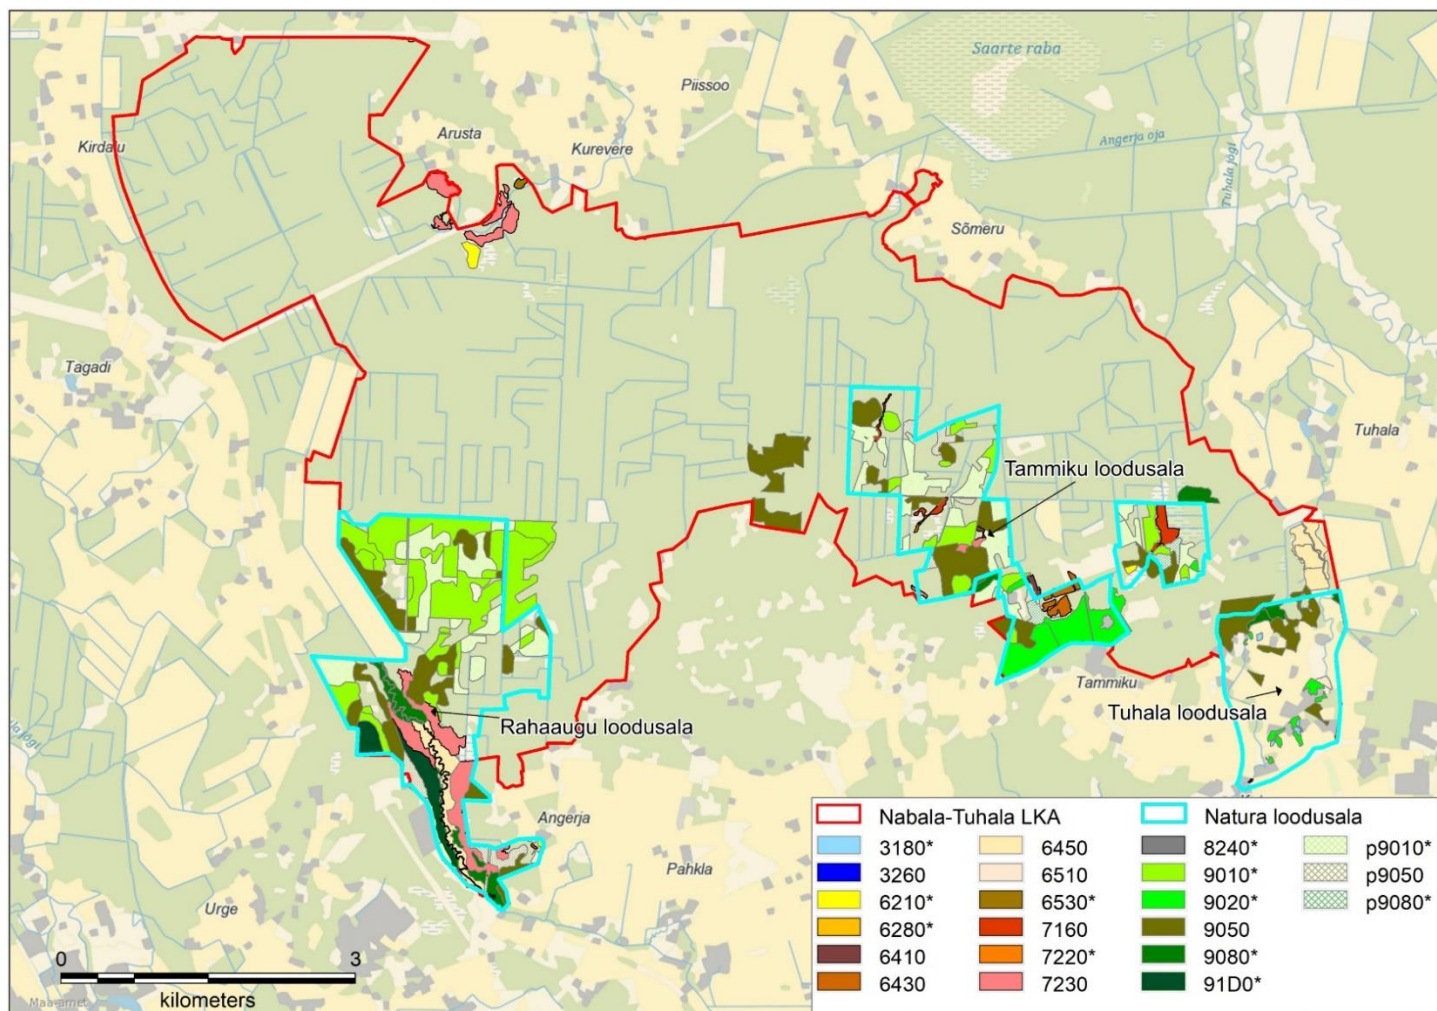 Saarte raba
Piissoo
Arusta
Kurevere
Kirdalu
Angerja oja
Tuhala jõgi
Sõmeru
Tagadi
Tuhala
Tammiku loodusala
Tammiku
Tuhala loodusala
Rahaaugu loodusala
jõgi
Angerja
Pahkla
Urge
0 3
kilometers
Maa-amet
Nabala-Tuhala LKA
Natura loodusala
3180* 6450 8240* p9010*
3260 6510 9010* p9050
6210* 6530* 9020* p9080*
6280* 7160 9050
6410 7220* 9080*
6430 7230 91D0*